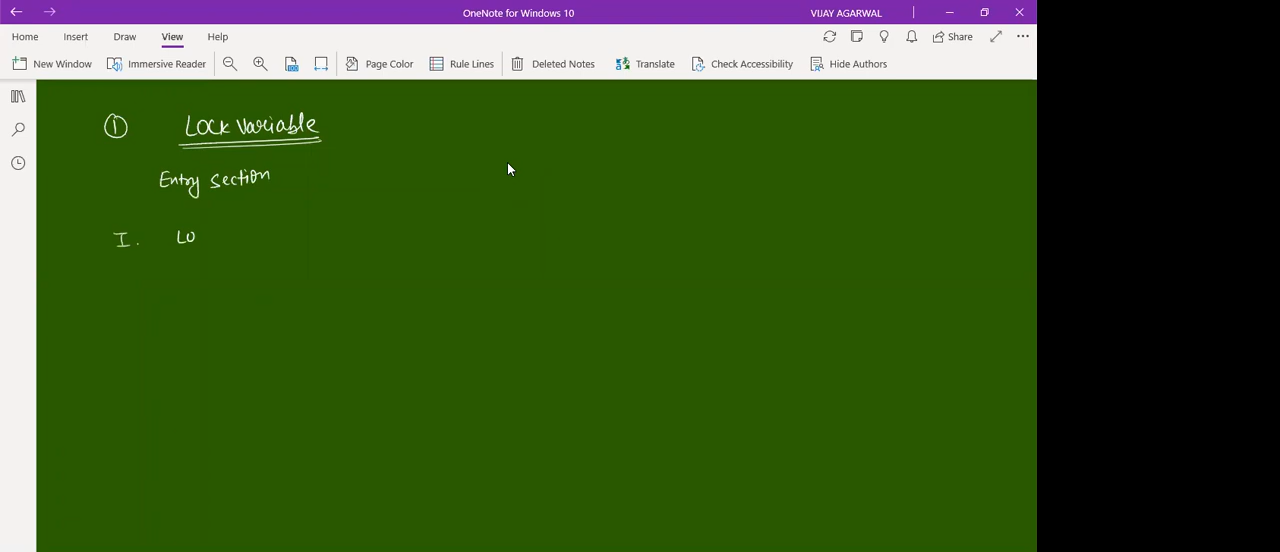 OneNote for Windows 10
VIJAY AGARWAL
Home Insert Draw View Help
Share
New Window Immersive Reader Page Color Rule Lines Deleted Notes Translate Check Accessibility Hide Authors
① Lock Variable
Entry section
I. LO